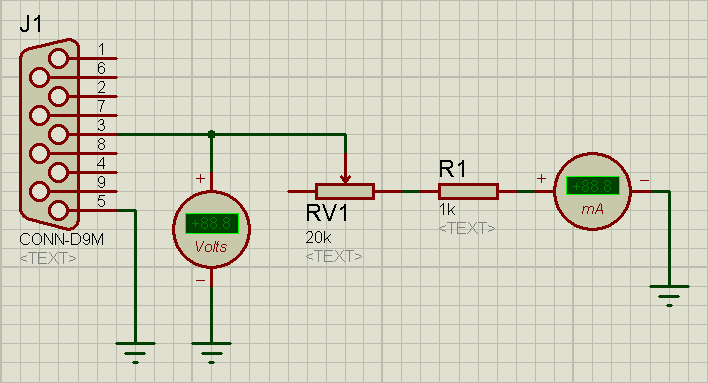 J1
1
6
2
7
3
8
4
9
5
CONN-D9M
<TEXT>
+
+88.8
Volts
−
RV1
20k
<TEXT>
R1
1k
<TEXT>
+
+88.8
mA
−